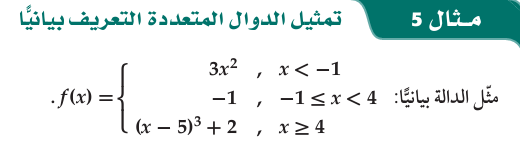 مثال 5 تمثيل الدوال المتعددة التعريف بيانيًّا
مثّل الدالة بيانيًّا: f(x) = {
3x² , x < −1
−1 , −1 ≤ x < 4
(x − 5)³ + 2 , x ≥ 4
.